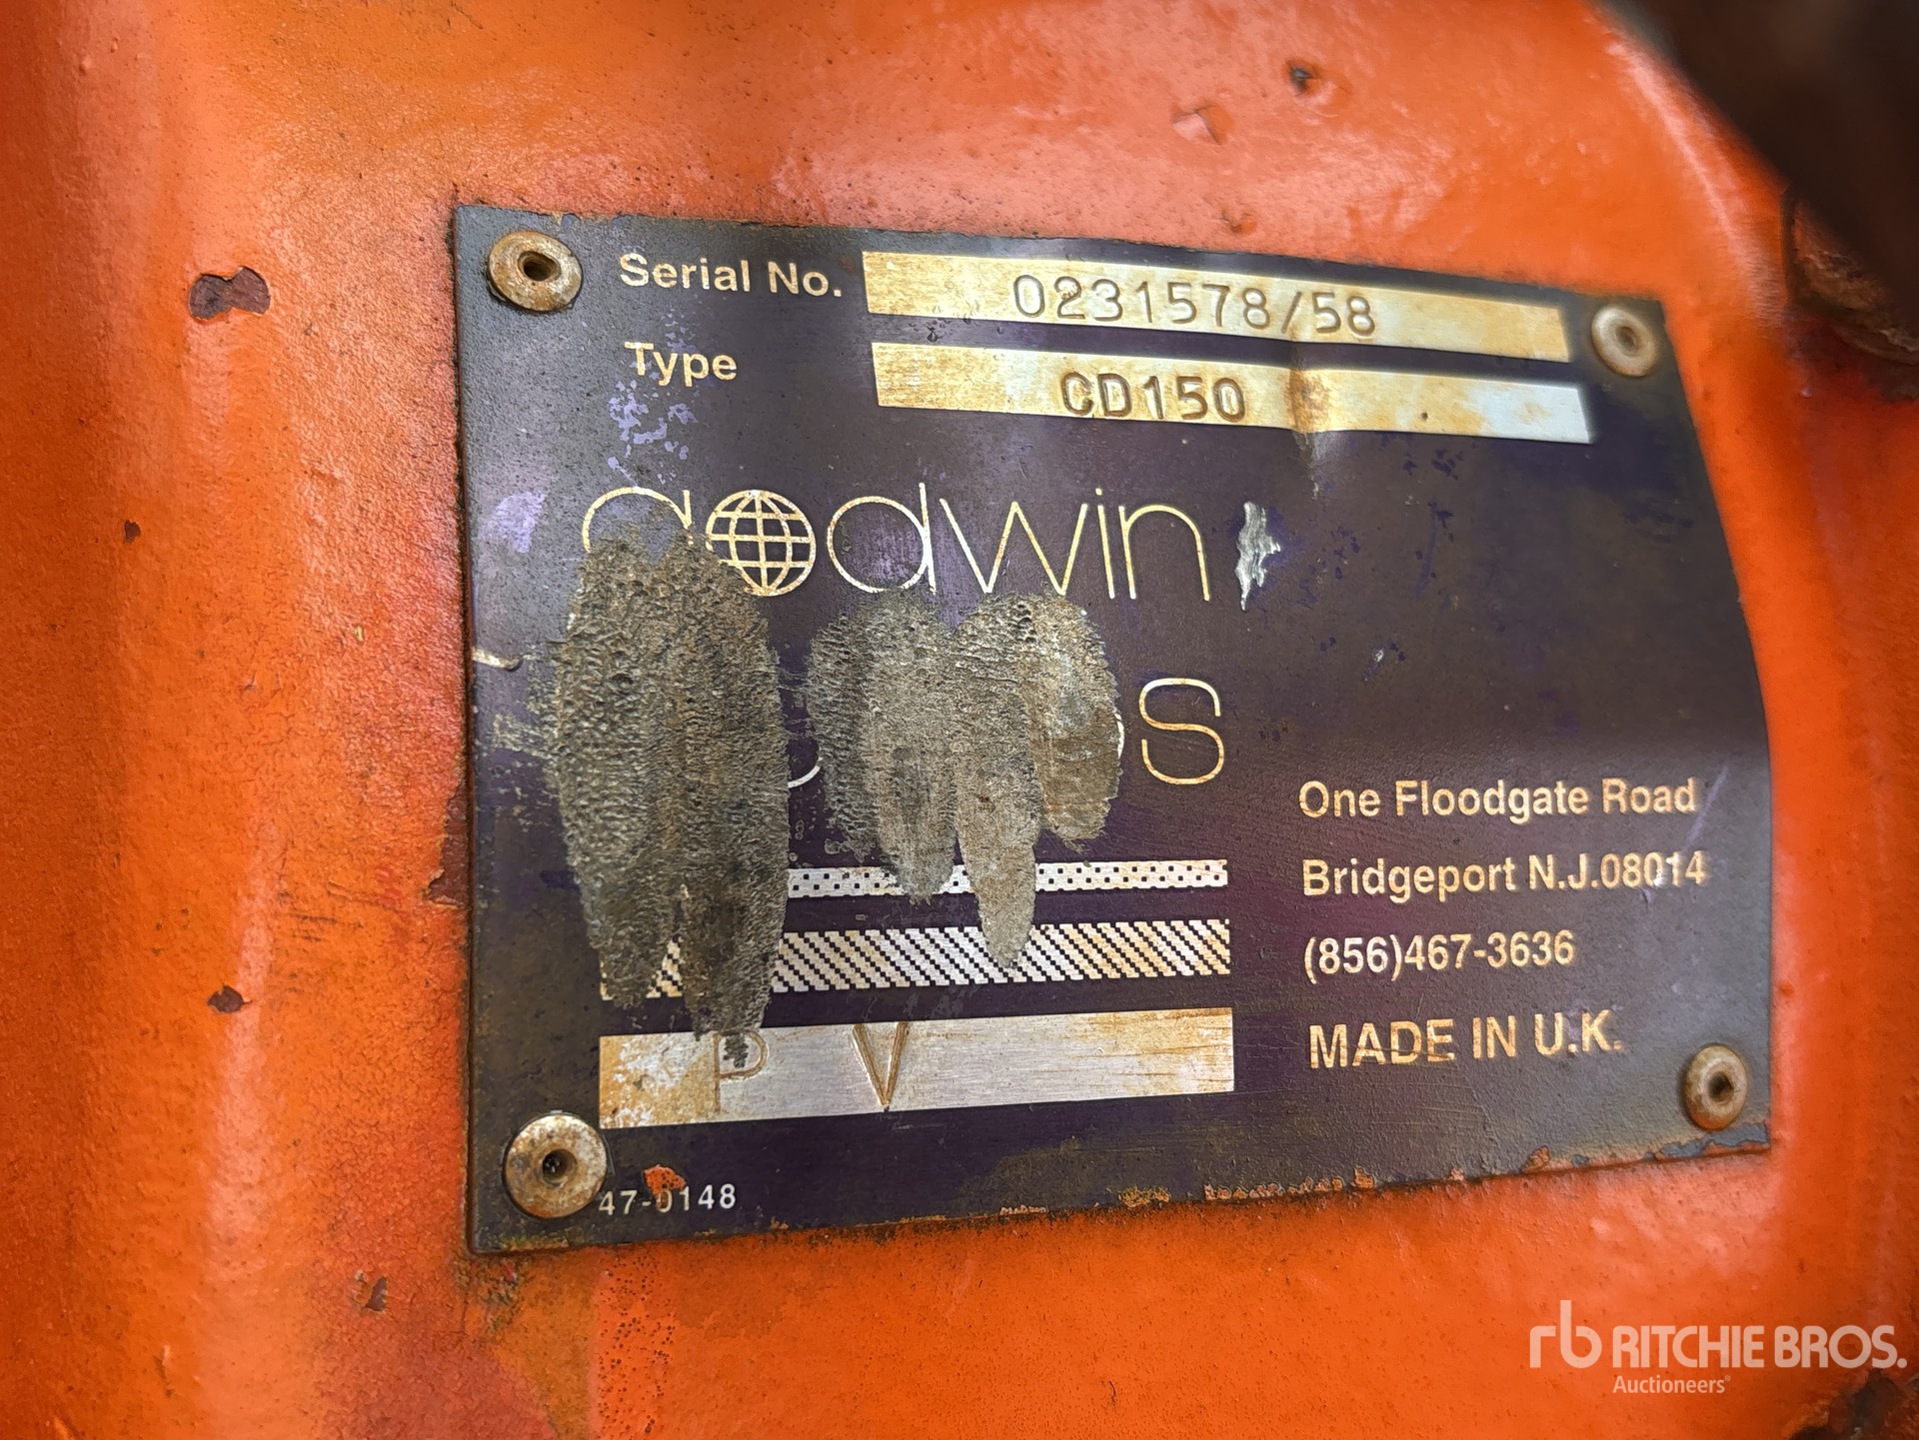 Serial No. 0231578/58
Type CD150
godwin
One Floodgate Road
Bridgeport N.J.08014
(856)467-3636
MADE IN U.K.
P V
47-0148
rb RITCHIE BROS.
Auctioneers